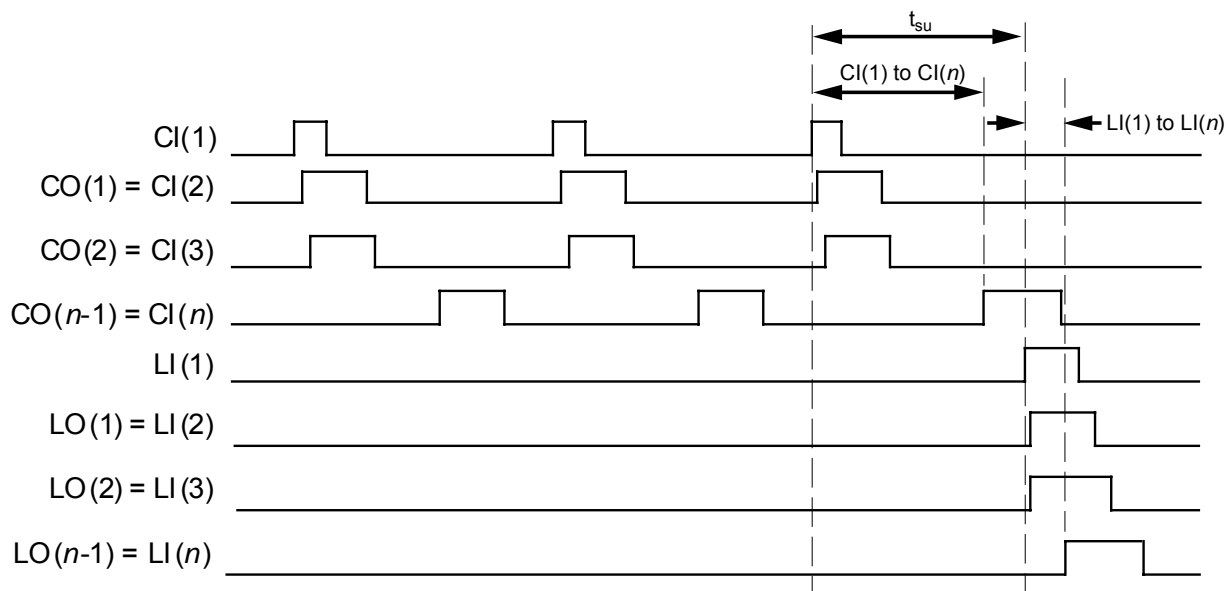 tsu
CI(1) to CI(n)
LI(1) to LI(n)
CI(1)
CO(1) = CI(2)
CO(2) = CI(3)
CO(n-1) = CI(n)
LI(1)
LO(1) = LI(2)
LO(2) = LI(3)
LO(n-1) = LI(n)